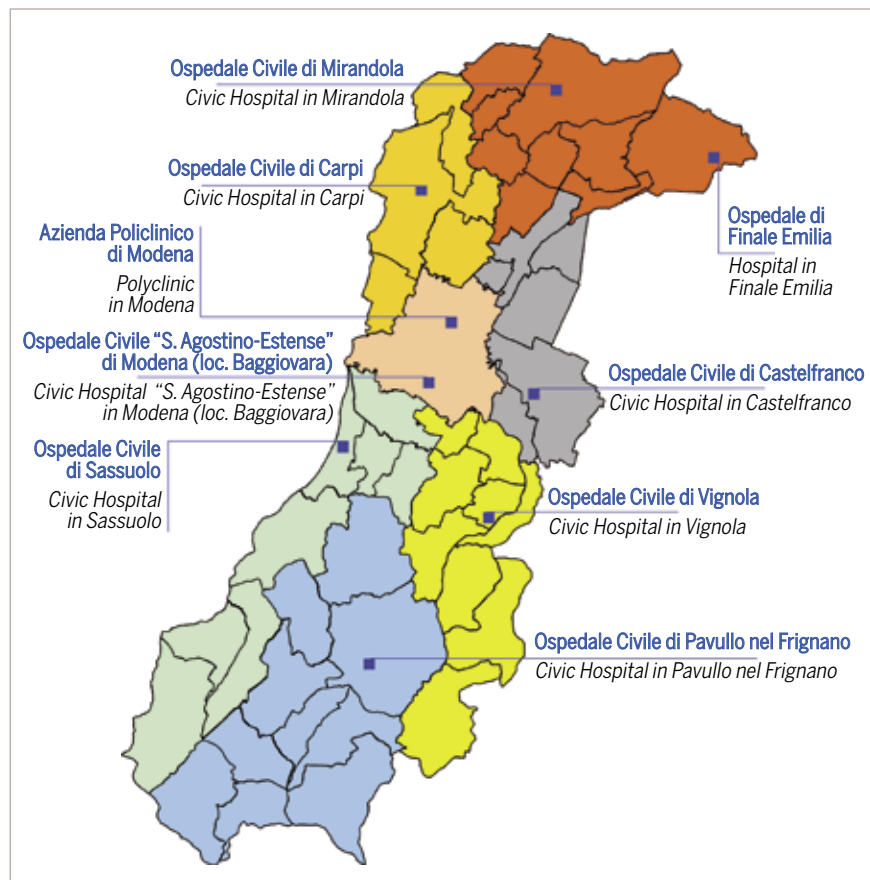 Ospedale Civile di Mirandola
Civic Hospital in Mirandola
Ospedale Civile di Carpi
Civic Hospital in Carpi
Azienda Policlinico
di Modena
Polyclinic
in Modena
Ospedale di
Finale Emilia
Hospital in
Finale Emilia
Ospedale Civile “S. Agostino-Estense”
di Modena (loc. Baggiovara)
Civic Hospital “S. Agostino-Estense”
in Modena (loc. Baggiovara)
Ospedale Civile di Castelfranco
Civic Hospital in Castelfranco
Ospedale Civile
di Sassuolo
Civic Hospital
in Sassuolo
Ospedale Civile di Vignola
Civic Hospital in Vignola
Ospedale Civile di Pavullo nel Frignano
Civic Hospital in Pavullo nel Frignano